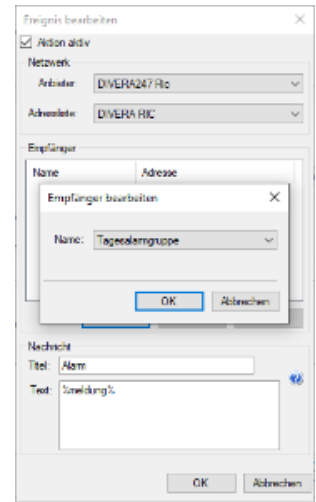 Ereignis bearbeiten
Aktion aktiv
Netzwerk
Anbieter: DIVERA247 Ric
Adressliste: DIVERA RIC
Empfänger
Name Adresse
Empfänger bearbeiten
Name: Tagesalarmgruppe
OK Abbrechen
Nachricht
Titel: Alarm
Text: %meldung%
OK Abbrechen